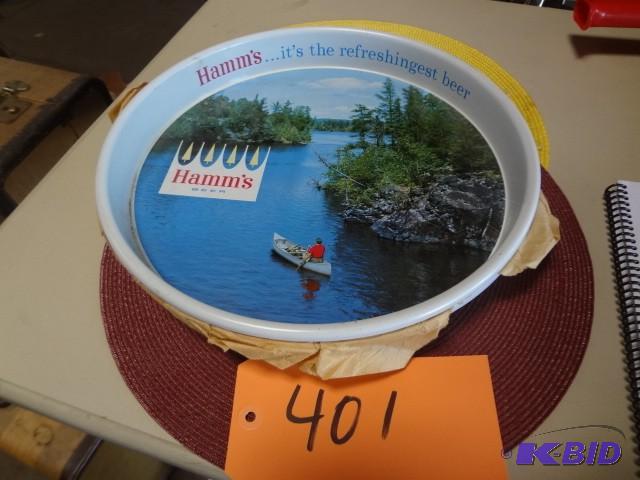 Hamm's...it's the refreshingest beer
Hamm's
BEER
401
K-BID